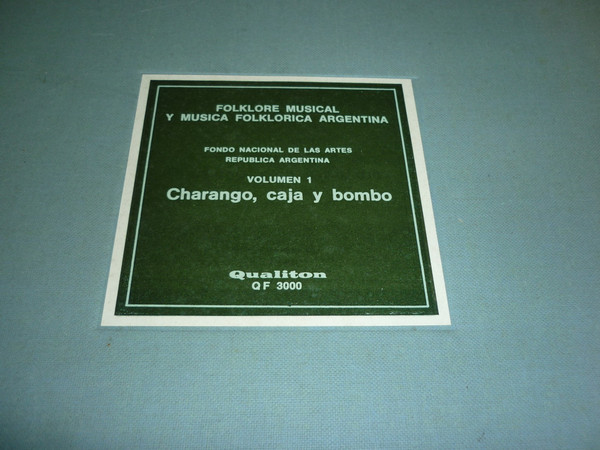 FOLKLORE MUSICAL
Y MUSICA FOLKLORICA ARGENTINA
FONDO NACIONAL DE LAS ARTES
REPUBLICA ARGENTINA
VOLUMEN 1
Charango, caja y bombo
Qualiton
QF 3000